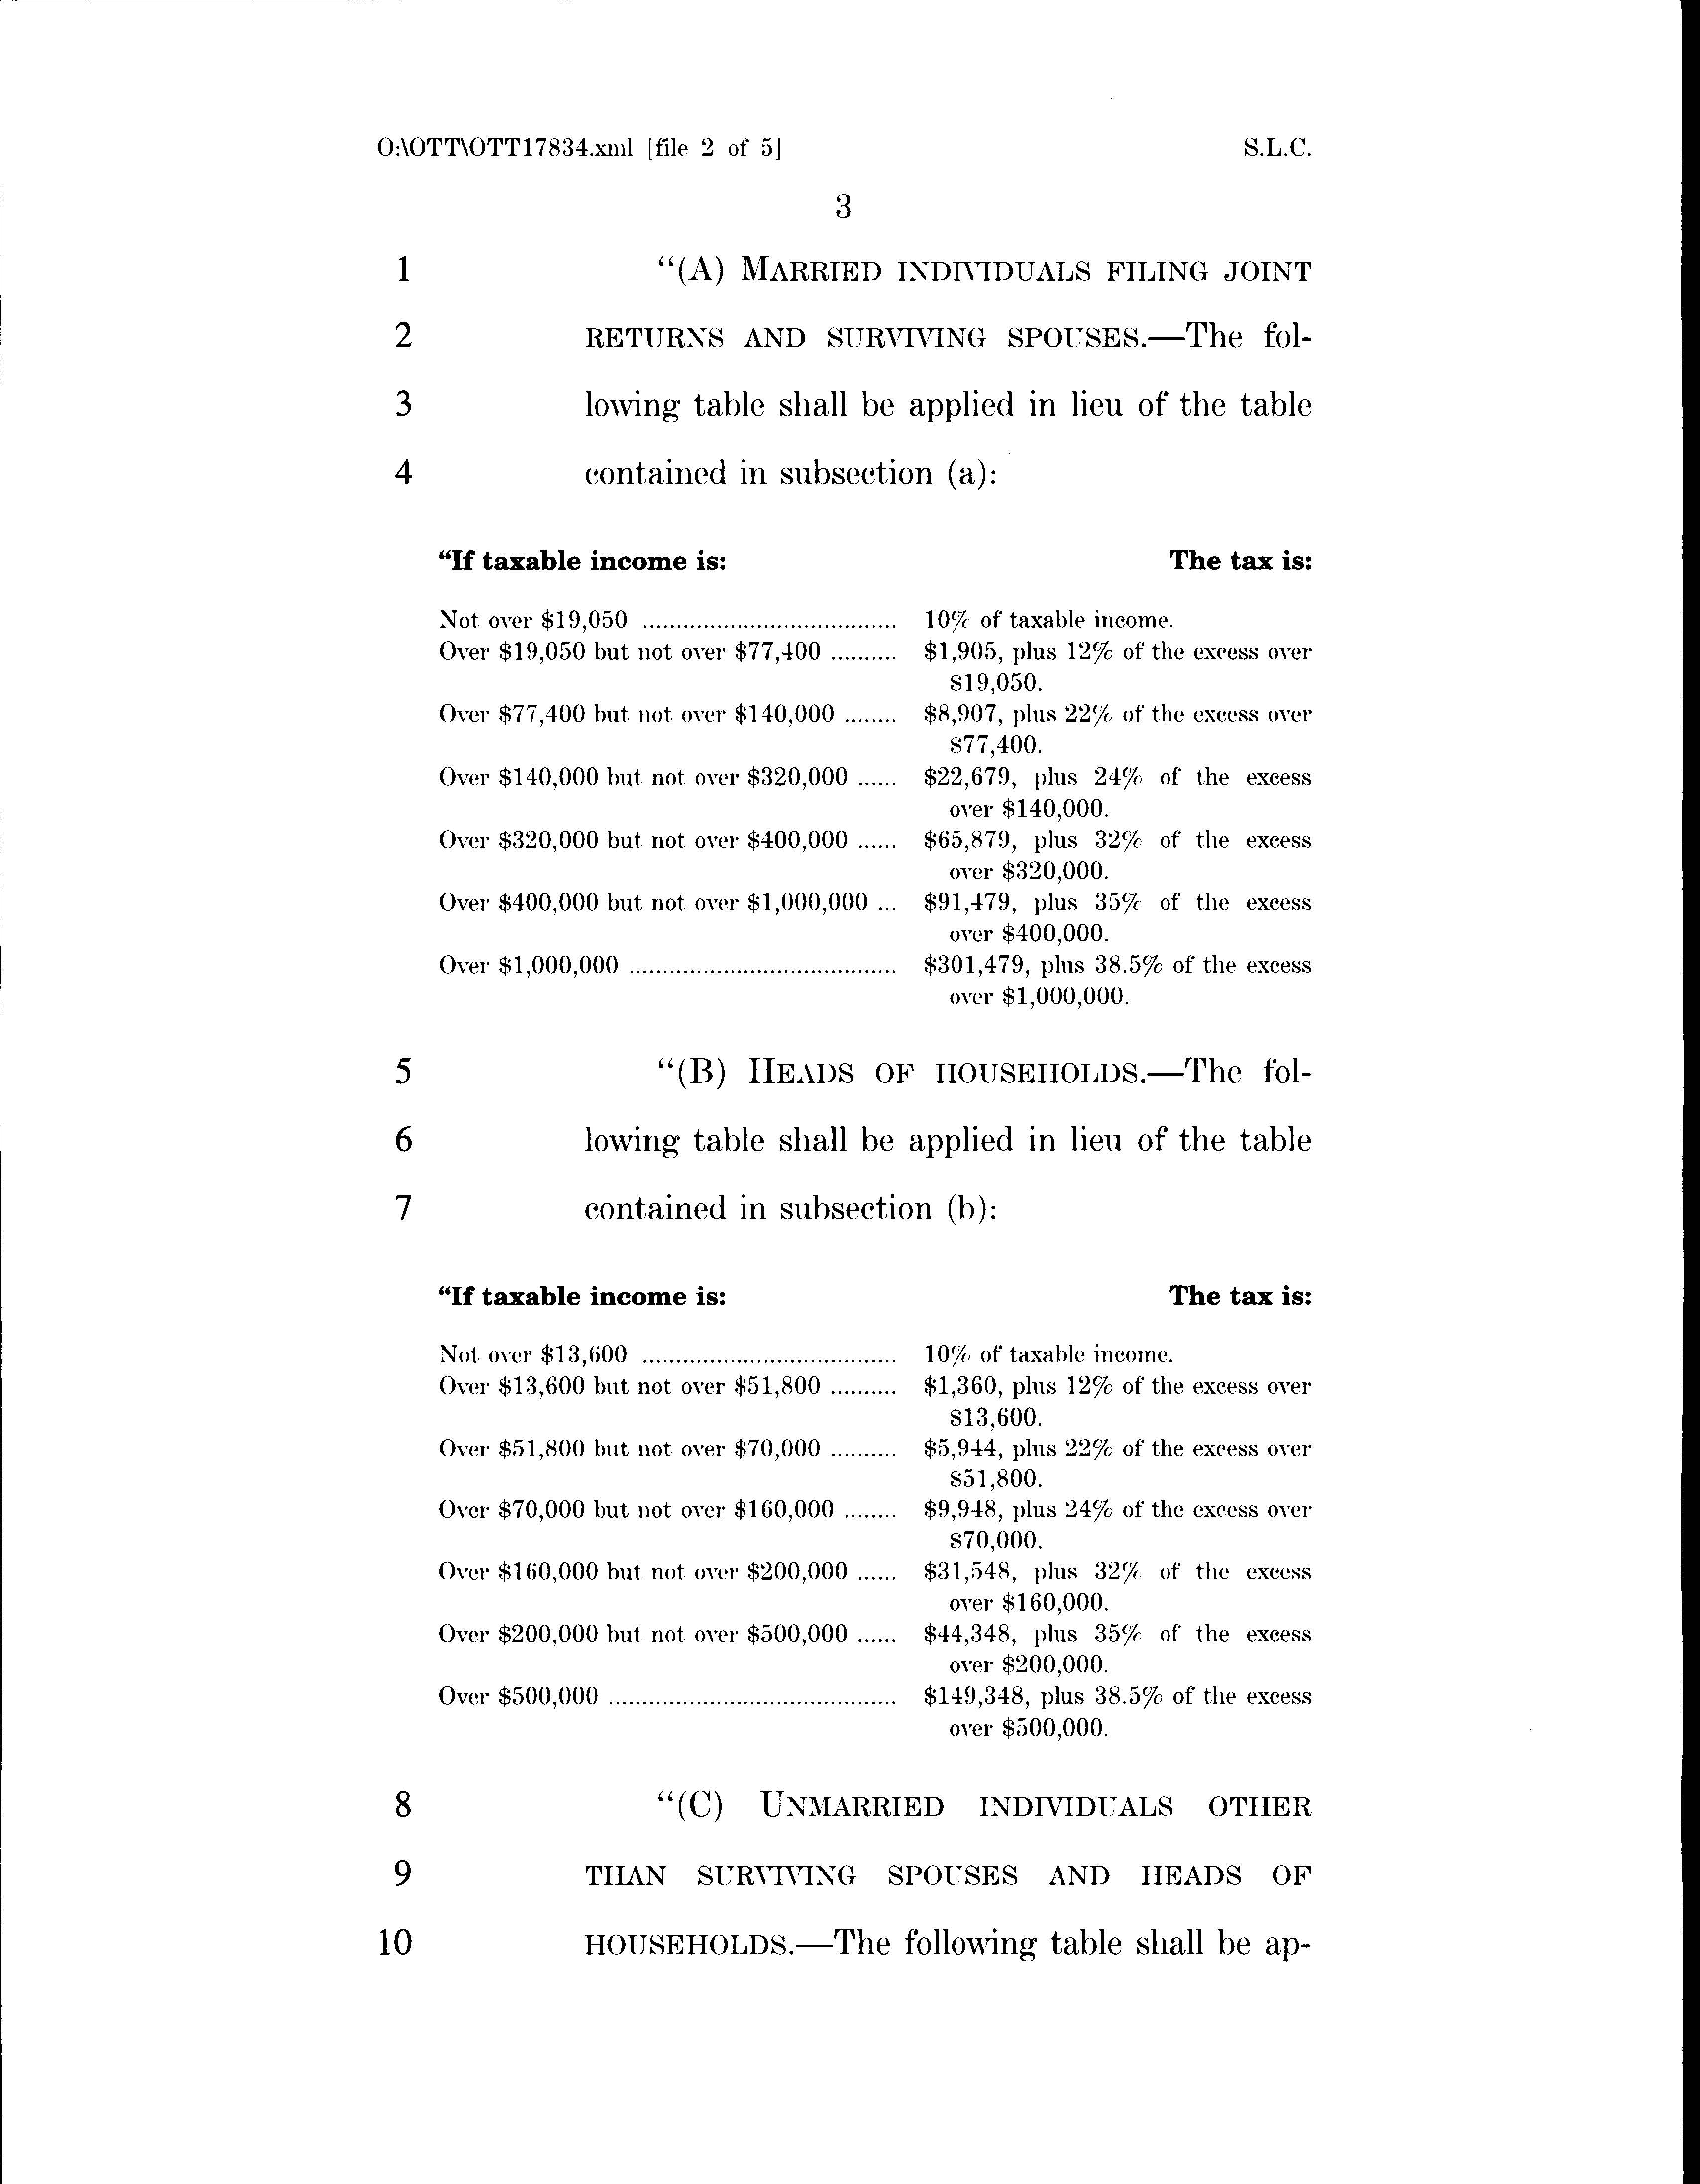 O:\OTT\OTT17834.xml [file 2 of 5] S.L.C.
3
1 “(A) MARRIED INDIVIDUALS FILING JOINT
2 RETURNS AND SURVIVING SPOUSES.—The fol-
3 lowing table shall be applied in lieu of the table
4 contained in subsection (a):
“If taxable income is: The tax is:
Not over $19,050 ...................................... 10% of taxable income.
Over $19,050 but not over $77,400 .......... $1,905, plus 12% of the excess over
$19,050.
Over $77,400 but not over $140,000 ........ $8,907, plus 22% of the excess over
$77,400.
Over $140,000 but not over $320,000 ...... $22,679, plus 24% of the excess
over $140,000.
Over $320,000 but not over $400,000 ...... $65,879, plus 32% of the excess
over $320,000.
Over $400,000 but not over $1,000,000 ... $91,479, plus 35% of the excess
over $400,000.
Over $1,000,000 ........................................ $301,479, plus 38.5% of the excess
over $1,000,000.
5 “(B) HEADS OF HOUSEHOLDS.—The fol-
6 lowing table shall be applied in lieu of the table
7 contained in subsection (b):
“If taxable income is: The tax is:
Not over $13,600 ...................................... 10% of taxable income.
Over $13,600 but not over $51,800 .......... $1,360, plus 12% of the excess over
$13,600.
Over $51,800 but not over $70,000 .......... $5,944, plus 22% of the excess over
$51,800.
Over $70,000 but not over $160,000 ........ $9,948, plus 24% of the excess over
$70,000.
Over $160,000 but not over $200,000 ...... $31,548, plus 32% of the excess
over $160,000.
Over $200,000 but not over $500,000 ...... $44,348, plus 35% of the excess
over $200,000.
Over $500,000 ........................................... $149,348, plus 38.5% of the excess
over $500,000.
8 “(C) UNMARRIED INDIVIDUALS OTHER
9 THAN SURVIVING SPOUSES AND HEADS OF
10 HOUSEHOLDS.—The following table shall be ap-